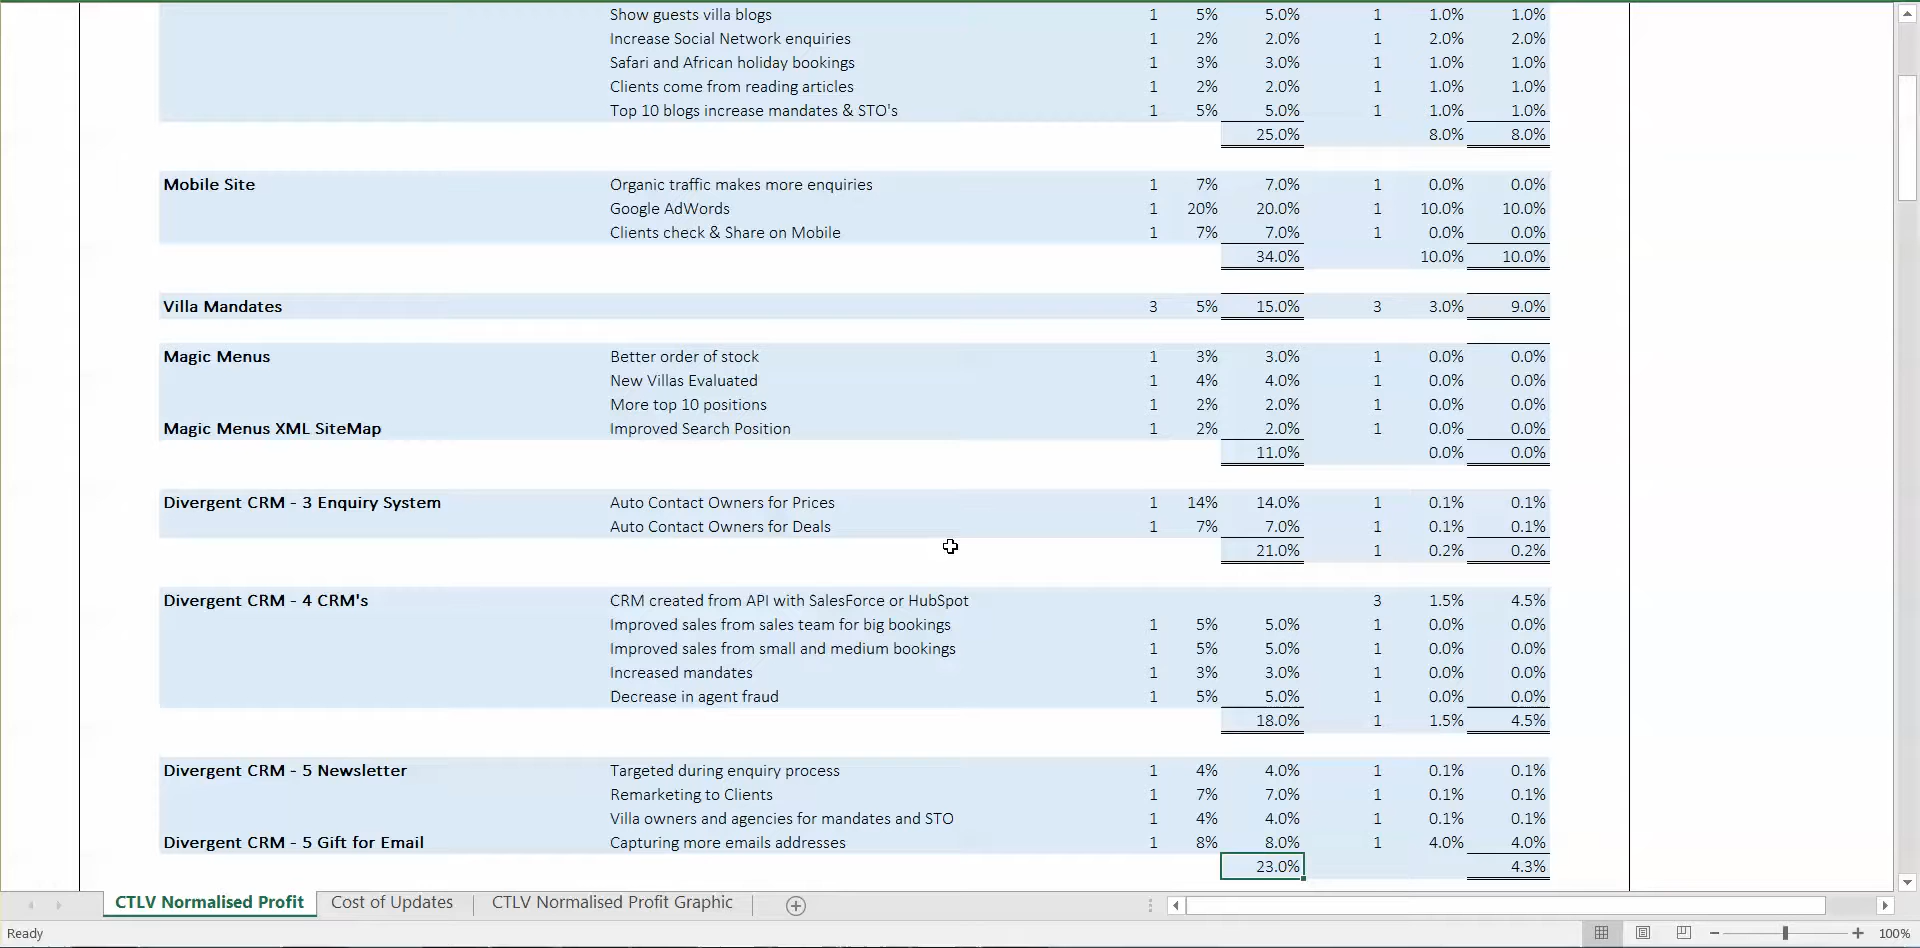 Show guests villa blogs 1 5% 5.0% 1 1.0% 1.0%
Increase Social Network enquiries 1 2% 2.0% 1 2.0% 2.0%
Safari and African holiday bookings 1 3% 3.0% 1 1.0% 1.0%
Clients come from reading articles 1 2% 2.0% 1 1.0% 1.0%
Top 10 blogs increase mandates & STO's 1 5% 5.0% 1 1.0% 1.0%
25.0% 8.0% 8.0%
Mobile Site Organic traffic makes more enquiries 1 7% 7.0% 1 0.0% 0.0%
Google AdWords 1 20% 20.0% 1 10.0% 10.0%
Clients check & Share on Mobile 1 7% 7.0% 1 0.0% 0.0%
34.0% 10.0% 10.0%
Villa Mandates 3 5% 15.0% 3 3.0% 9.0%
Magic Menus Better order of stock 1 3% 3.0% 1 0.0% 0.0%
New Villas Evaluated 1 4% 4.0% 1 0.0% 0.0%
More top 10 positions 1 2% 2.0% 1 0.0% 0.0%
Magic Menus XML SiteMap Improved Search Position 1 2% 2.0% 1 0.0% 0.0%
11.0% 0.0% 0.0%
Divergent CRM - 3 Enquiry System Auto Contact Owners for Prices 1 14% 14.0% 1 0.1% 0.1%
Auto Contact Owners for Deals 1 7% 7.0% 1 0.1% 0.1%
21.0% 1 0.2% 0.2%
Divergent CRM - 4 CRM's CRM created from API with SalesForce or HubSpot 3 1.5% 4.5%
Improved sales from sales team for big bookings 1 5% 5.0% 1 0.0% 0.0%
Improved sales from small and medium bookings 1 5% 5.0% 1 0.0% 0.0%
Increased mandates 1 3% 3.0% 1 0.0% 0.0%
Decrease in agent fraud 1 5% 5.0% 1 0.0% 0.0%
18.0% 1 1.5% 4.5%
Divergent CRM - 5 Newsletter Targeted during enquiry process 1 4% 4.0% 1 0.1% 0.1%
Remarketing to Clients 1 7% 7.0% 1 0.1% 0.1%
Villa owners and agencies for mandates and STO 1 4% 4.0% 1 0.1% 0.1%
Divergent CRM - 5 Gift for Email Capturing more emails addresses 1 8% 8.0% 1 4.0% 4.0%
23.0% 4.3%
CTLV Normalised Profit Cost of Updates CTLV Normalised Profit Graphic
Ready 100%